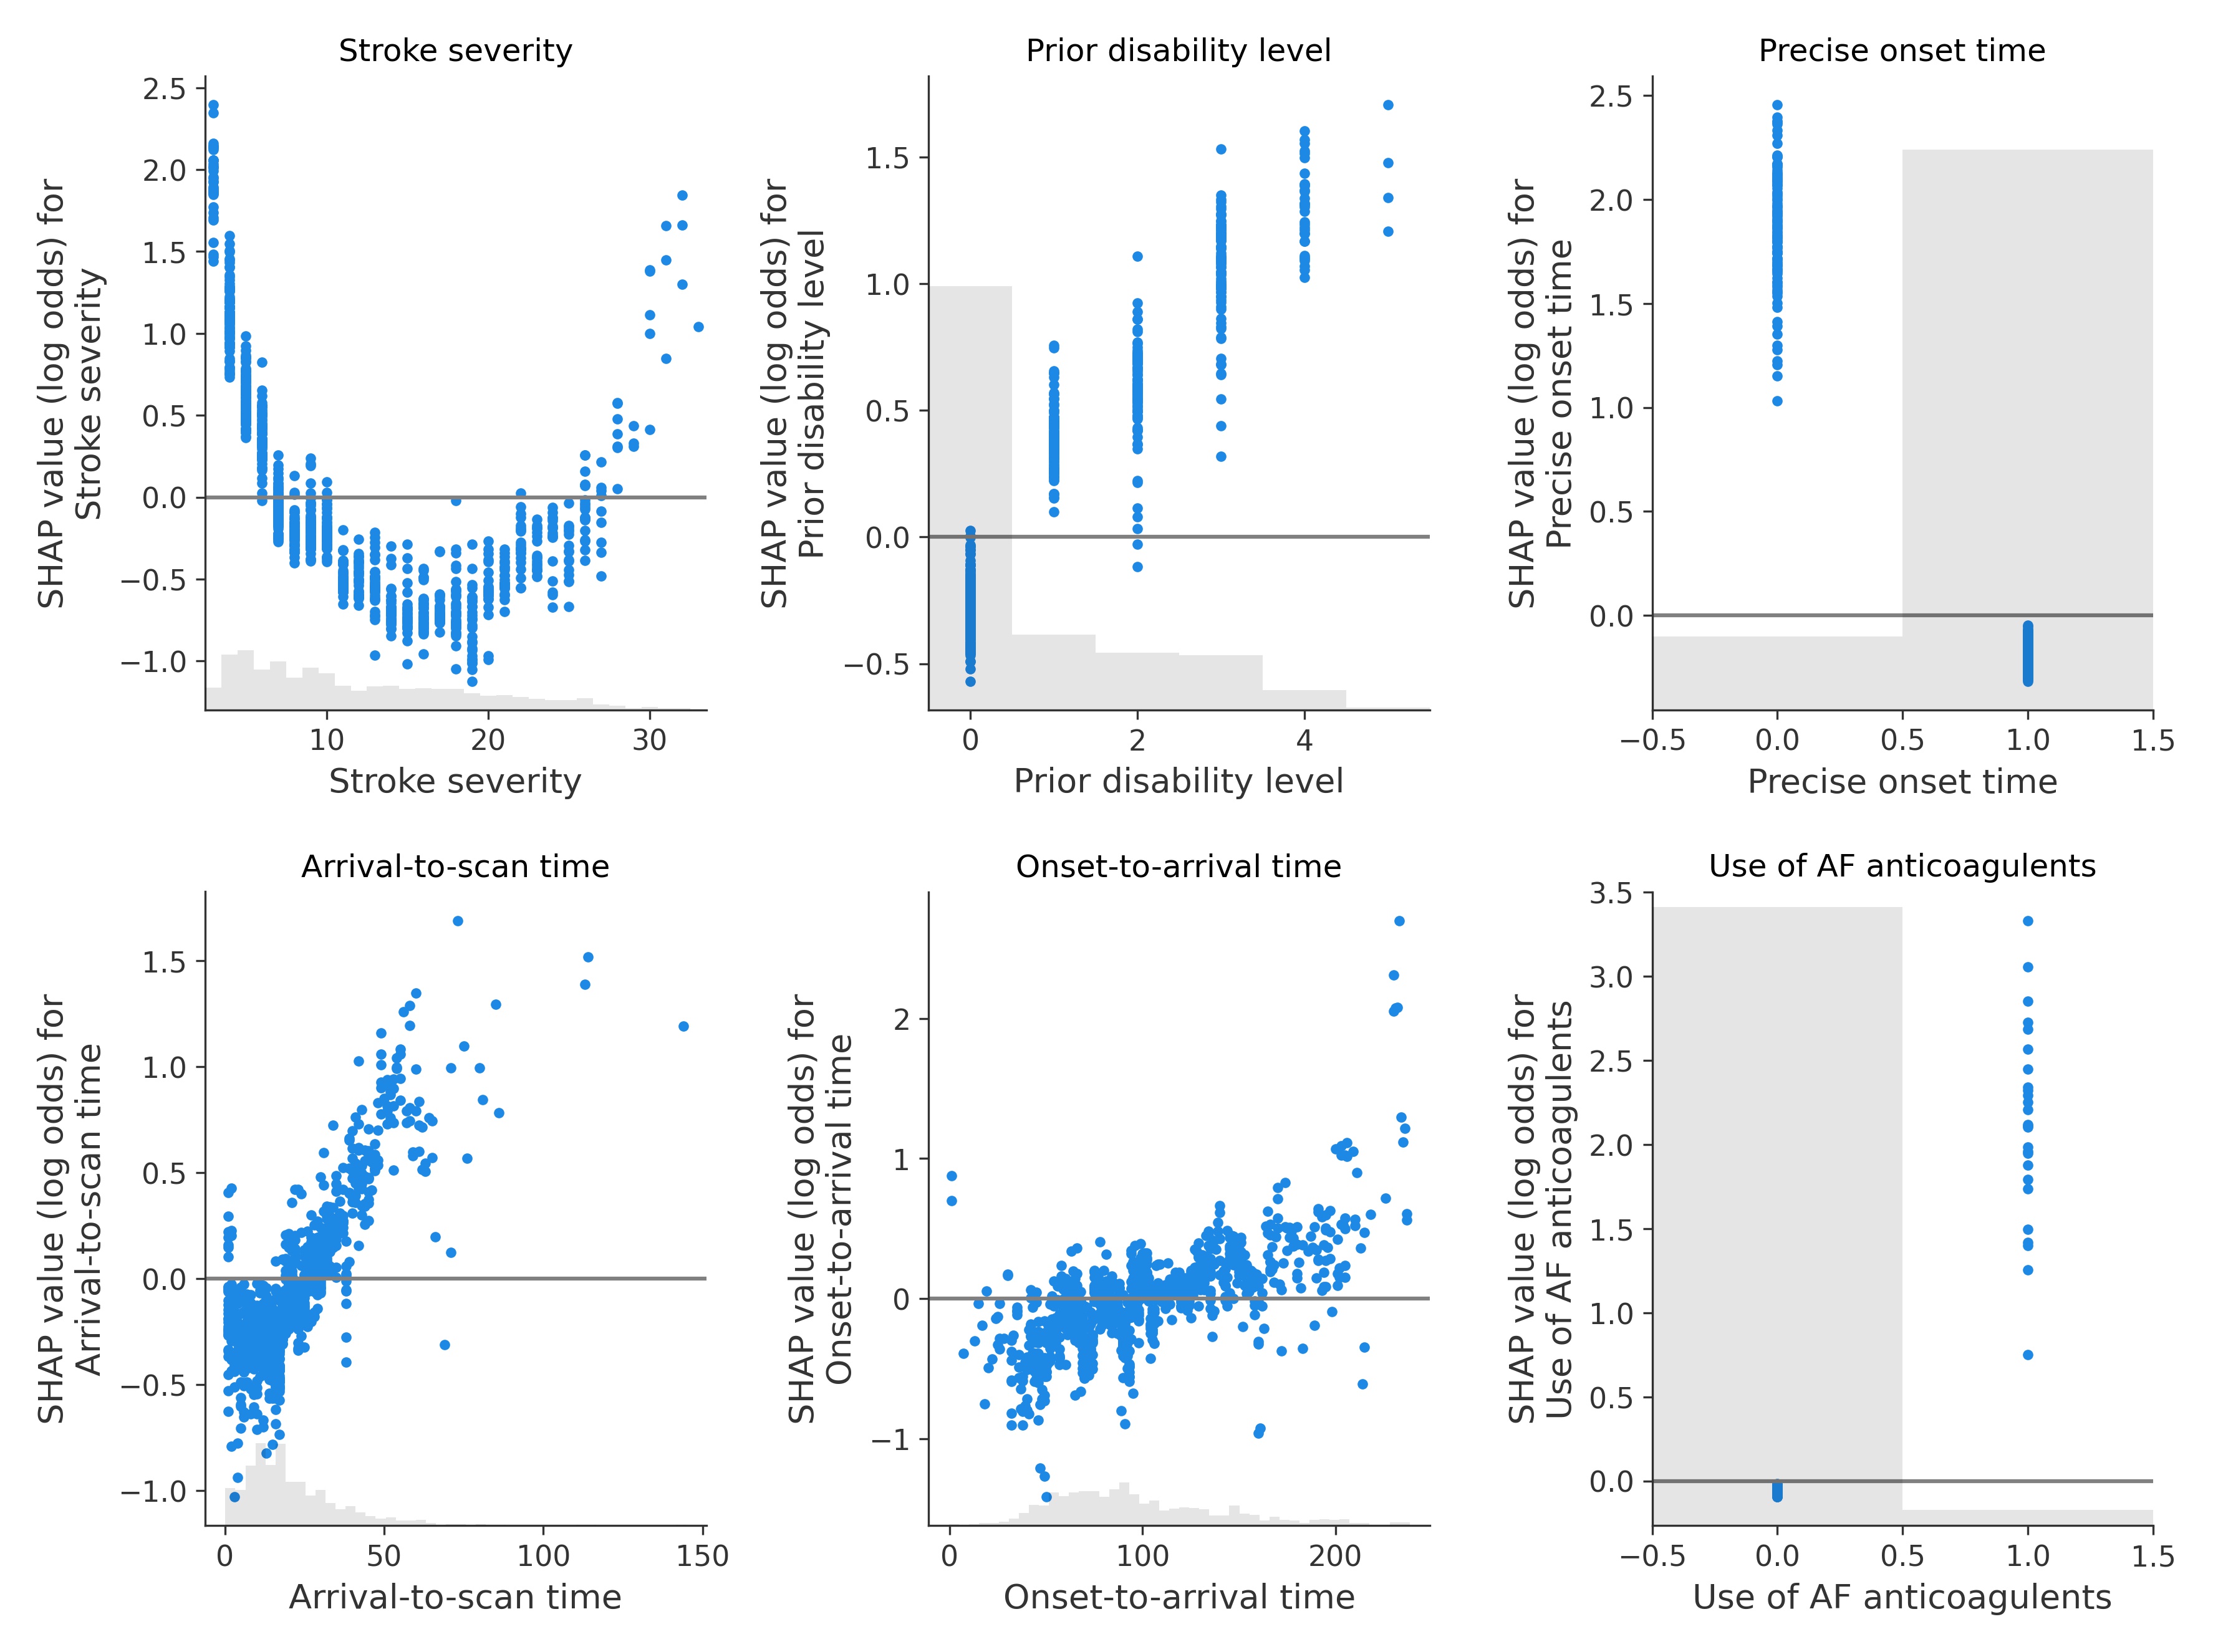 Stroke severity
2.5
2.0
1.5
1.0
0.5
0.0
−0.5
−1.0
SHAP value (log odds) for
Stroke severity
10
20
30
Stroke severity
Prior disability level
1.5
1.0
0.5
0.0
−0.5
SHAP value (log odds) for
Prior disability level
0
2
4
Prior disability level
Precise onset time
2.5
2.0
1.5
1.0
0.5
0.0
SHAP value (log odds) for
Precise onset time
−0.5
0.0
0.5
1.0
1.5
Precise onset time
Arrival-to-scan time
1.5
1.0
0.5
0.0
−0.5
−1.0
SHAP value (log odds) for
Arrival-to-scan time
0
50
100
150
Arrival-to-scan time
Onset-to-arrival time
2
1
0
−1
SHAP value (log odds) for
Onset-to-arrival time
0
100
200
Onset-to-arrival time
Use of AF anticoagulents
3.5
3.0
2.5
2.0
1.5
1.0
0.5
0.0
SHAP value (log odds) for
Use of AF anticoagulents
−0.5
0.0
0.5
1.0
1.5
Use of AF anticoagulents